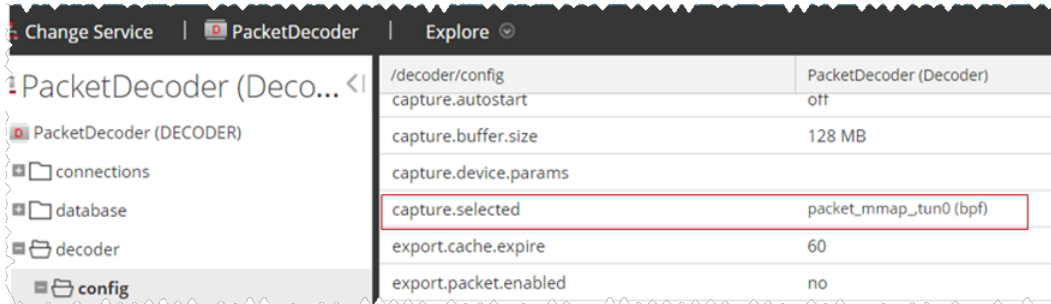 Change Service | PacketDecoder | Explore
PacketDecoder (Deco...
PacketDecoder (DECODER)
connections
database
decoder
config
/decoder/config PacketDecoder (Decoder)
capture.autostart off
capture.buffer.size 128 MB
capture.device.params
capture.selected packet_mmap_,tun0 (bpf)
export.cache.expire 60
export.packet.enabled no